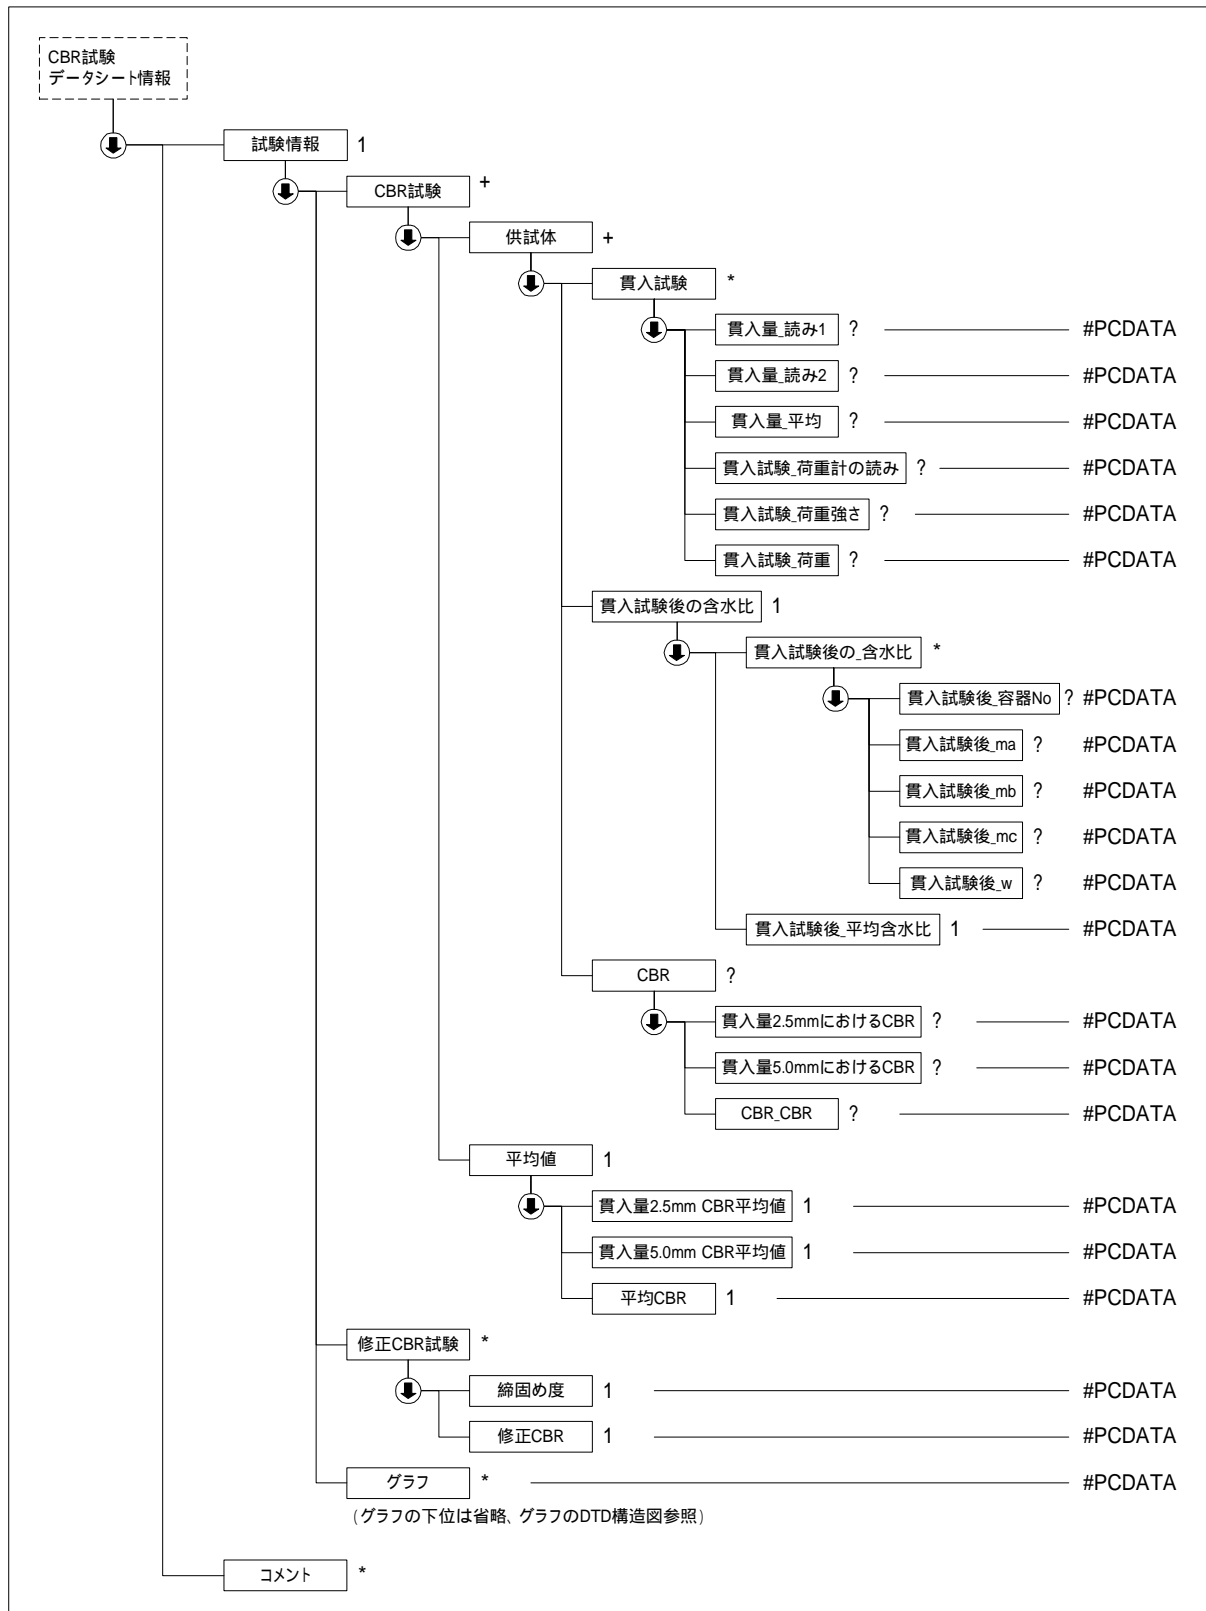 CBR試験
データシート情報
試験情報 1
CBR試験 +
供試体 +
貫入試験 *
貫入量_読み1 ? #PCDATA
貫入量_読み2 ? #PCDATA
貫入量_平均 ? #PCDATA
貫入試験_荷重計の読み ? #PCDATA
貫入試験_荷重強さ ? #PCDATA
貫入試験_荷重 ? #PCDATA
貫入試験後の含水比 1
貫入試験後の_含水比 *
貫入試験後_容器No ? #PCDATA
貫入試験後_ma ? #PCDATA
貫入試験後_mb ? #PCDATA
貫入試験後_mc ? #PCDATA
貫入試験後_w ? #PCDATA
貫入試験後_平均含水比 1 #PCDATA
CBR ?
貫入量2.5mmにおけるCBR ? #PCDATA
貫入量5.0mmにおけるCBR ? #PCDATA
CBR_CBR ? #PCDATA
平均値 1
貫入量2.5mm CBR平均値 1 #PCDATA
貫入量5.0mm CBR平均値 1 #PCDATA
平均CBR 1 #PCDATA
修正CBR試験 *
締固め度 1 #PCDATA
修正CBR 1 #PCDATA
グラフ * #PCDATA
(グラフの下位は省略、グラフのDTD構造図参照)
コメント *